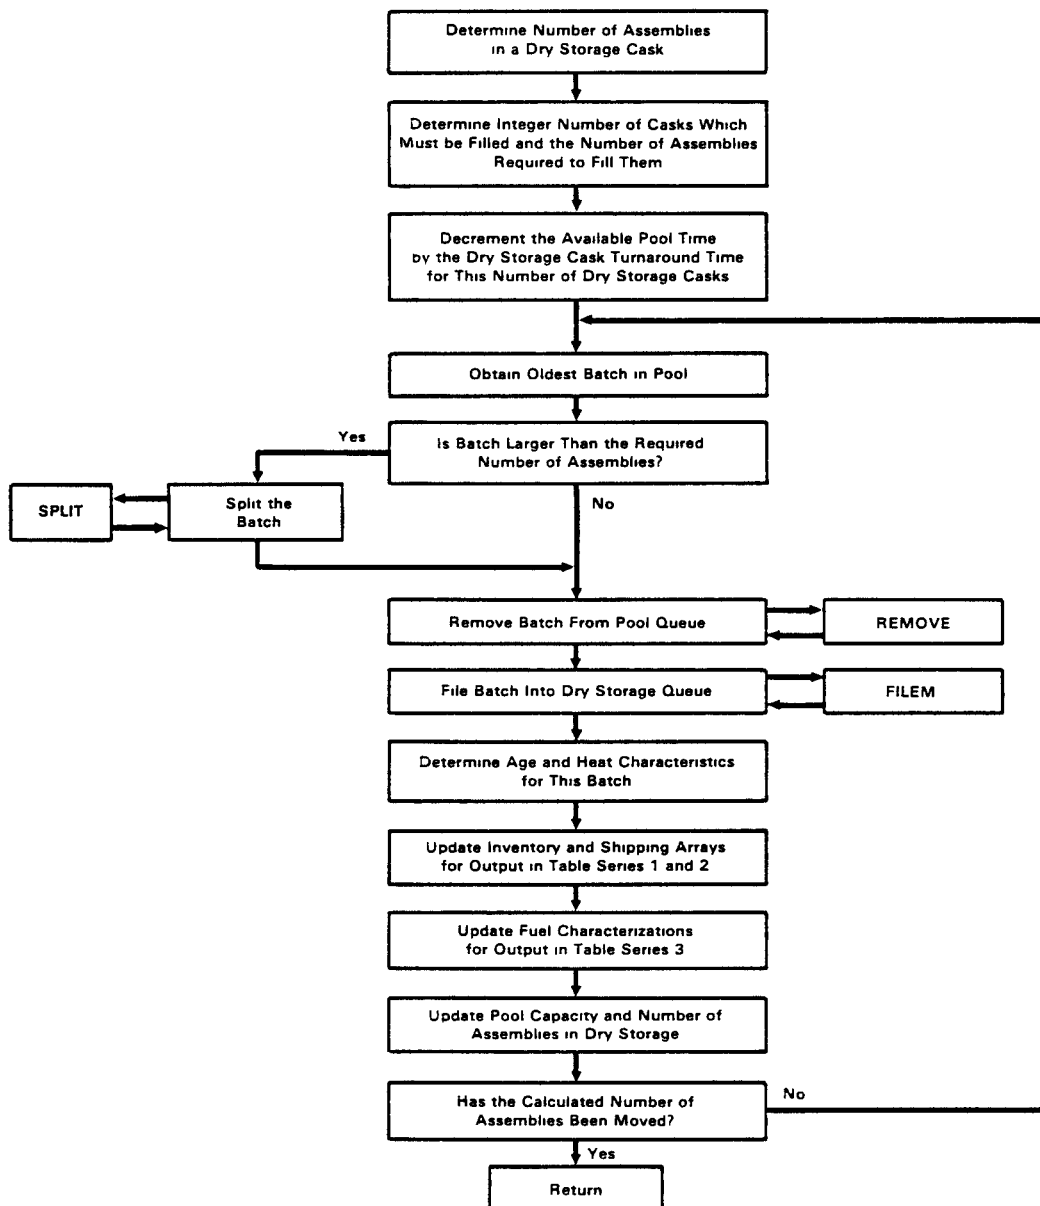 Determine Number of Assemblies
in a Dry Storage Cask
Determine Integer Number of Casks Which
Must be Filled and the Number of Assemblies
Required to Fill Them
Decrement the Available Pool Time
by the Dry Storage Cask Turnaround Time
for This Number of Dry Storage Casks
Obtain Oldest Batch in Pool
Yes
Is Batch Larger Than the Required
Number of Assemblies?
No
SPLIT
Split the
Batch
Remove Batch From Pool Queue
REMOVE
File Batch Into Dry Storage Queue
FILEM
Determine Age and Heat Characteristics
for This Batch
Update Inventory and Shipping Arrays
for Output in Table Series 1 and 2
Update Fuel Characterizations
for Output in Table Series 3
Update Pool Capacity and Number of
Assemblies in Dry Storage
Has the Calculated Number of
Assemblies Been Moved?
No
Yes
Return